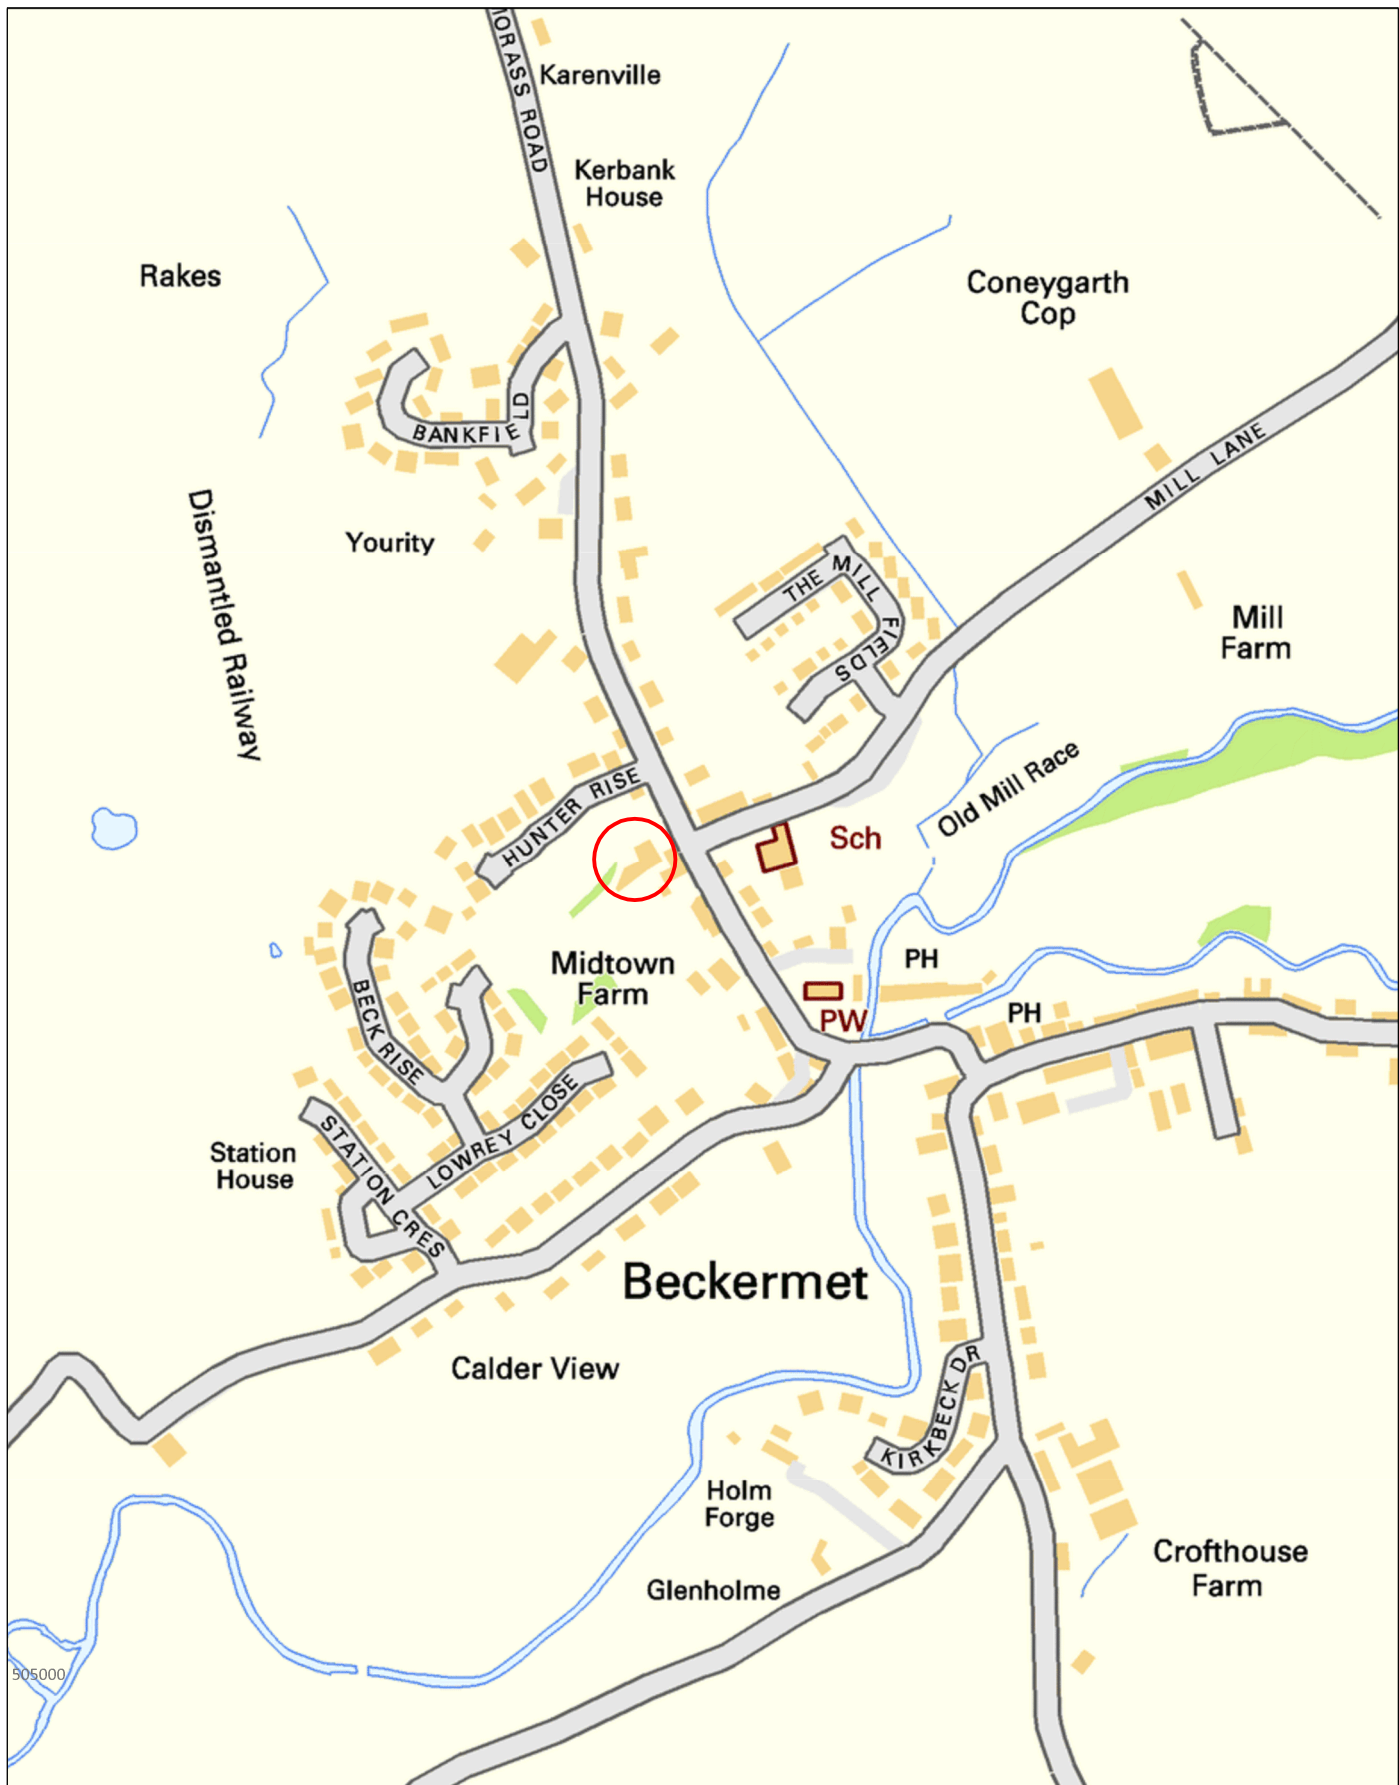 MORASS ROAD
Karenville
Kerbank
House
Rakes
Coneygarth
Cop
BANKFIELD
MILL LANE
Dismantled Railway
Yourity
THE MILL FIELDS
Mill
Farm
HUNTER RISE
Old Mill Race
Sch
Midtown
Farm
PH
PH
PW
BECK RISE
LOWREY CLOSE
STATION CRES
Station
House
Beckermet
Calder View
KIRKBECK DR
Holm
Forge
Glenholme
Crofthouse
Farm
505000